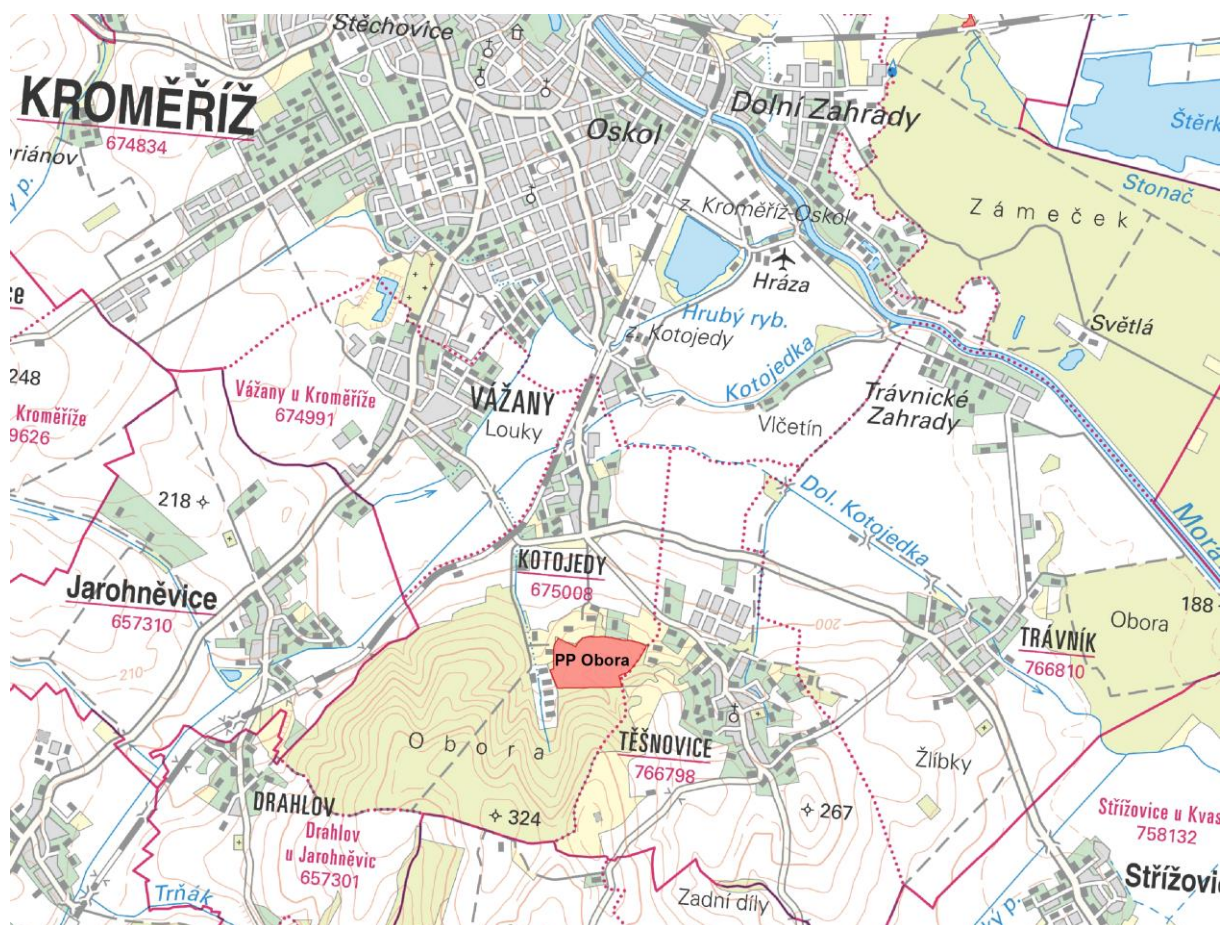 Stěchovice
KROMĚŘÍŽ
674834
Oskol
Dolní Zahrady
Štěrk
Stonač
riánov
ý p.
z. Kroměříž-Oskol
Zámeček
Hráza
Hrubý ryb.
z. Kotojedy
Kotojedka
Světlá
ce
248
Kroměříže
9626
Vážany u Kroměříže
674991
VÁŽANY
Louky
Vlčetín
Trávnické
Zahrady
218
Dol. Kotojedka
Mora
Jarohněvice
657310
KOTOJEDY
675008
200
188
Obora
TRÁVNÍK
766810
210
PP Obora
Obora
TĚŠNOVICE
766798
Žlíbky
DRAHLOV
Drahlov
u Jarohněvic
657301
324
267
Střížovice u Kvas
758132
Střížovic
Trňák
Zadní díly
ký p.